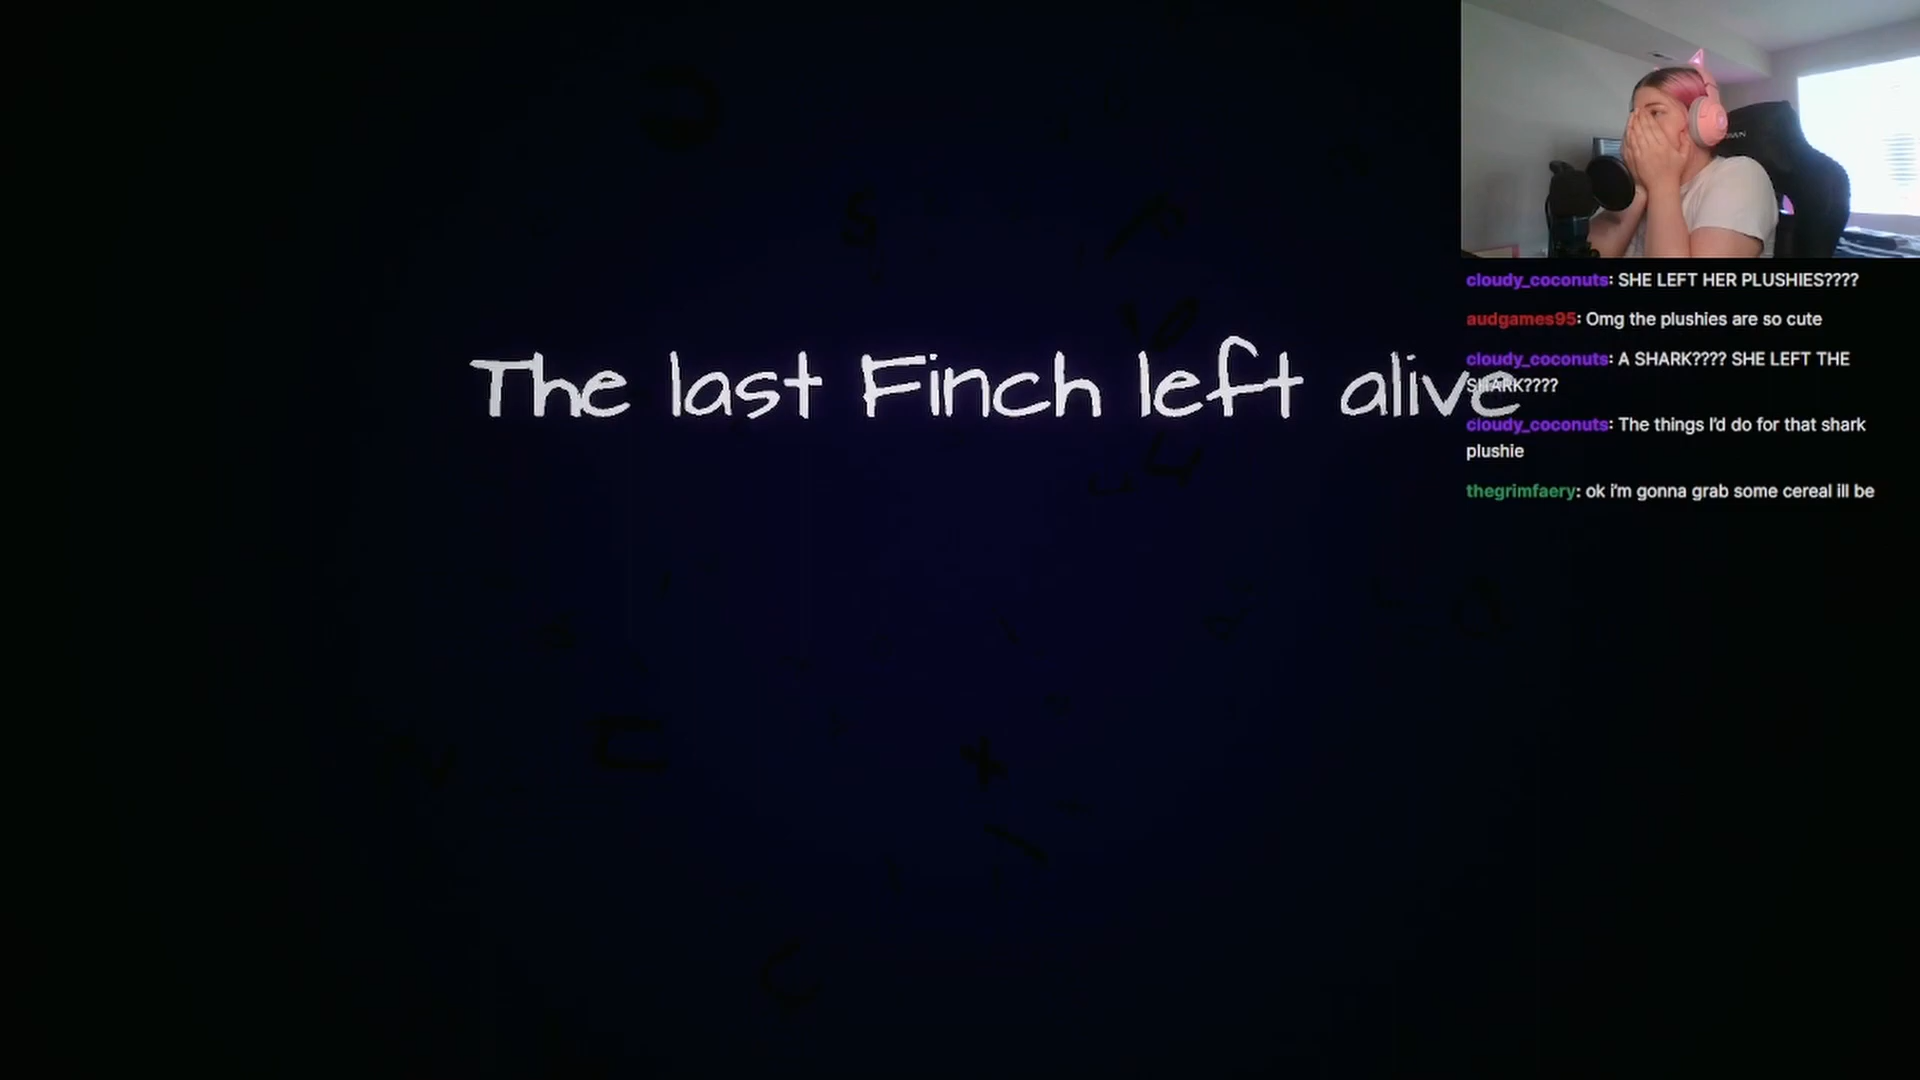 The last Finch left alive
cloudy_coconuts: SHE LEFT HER PLUSHIES????
audgames95: Omg the plushies are so cute
cloudy_coconuts: A SHARK???? SHE LEFT THE
SHARK????
cloudy_coconuts: The things I'd do for that shark
plushie
thegrimfaery: ok i'm gonna grab some cereal ill be